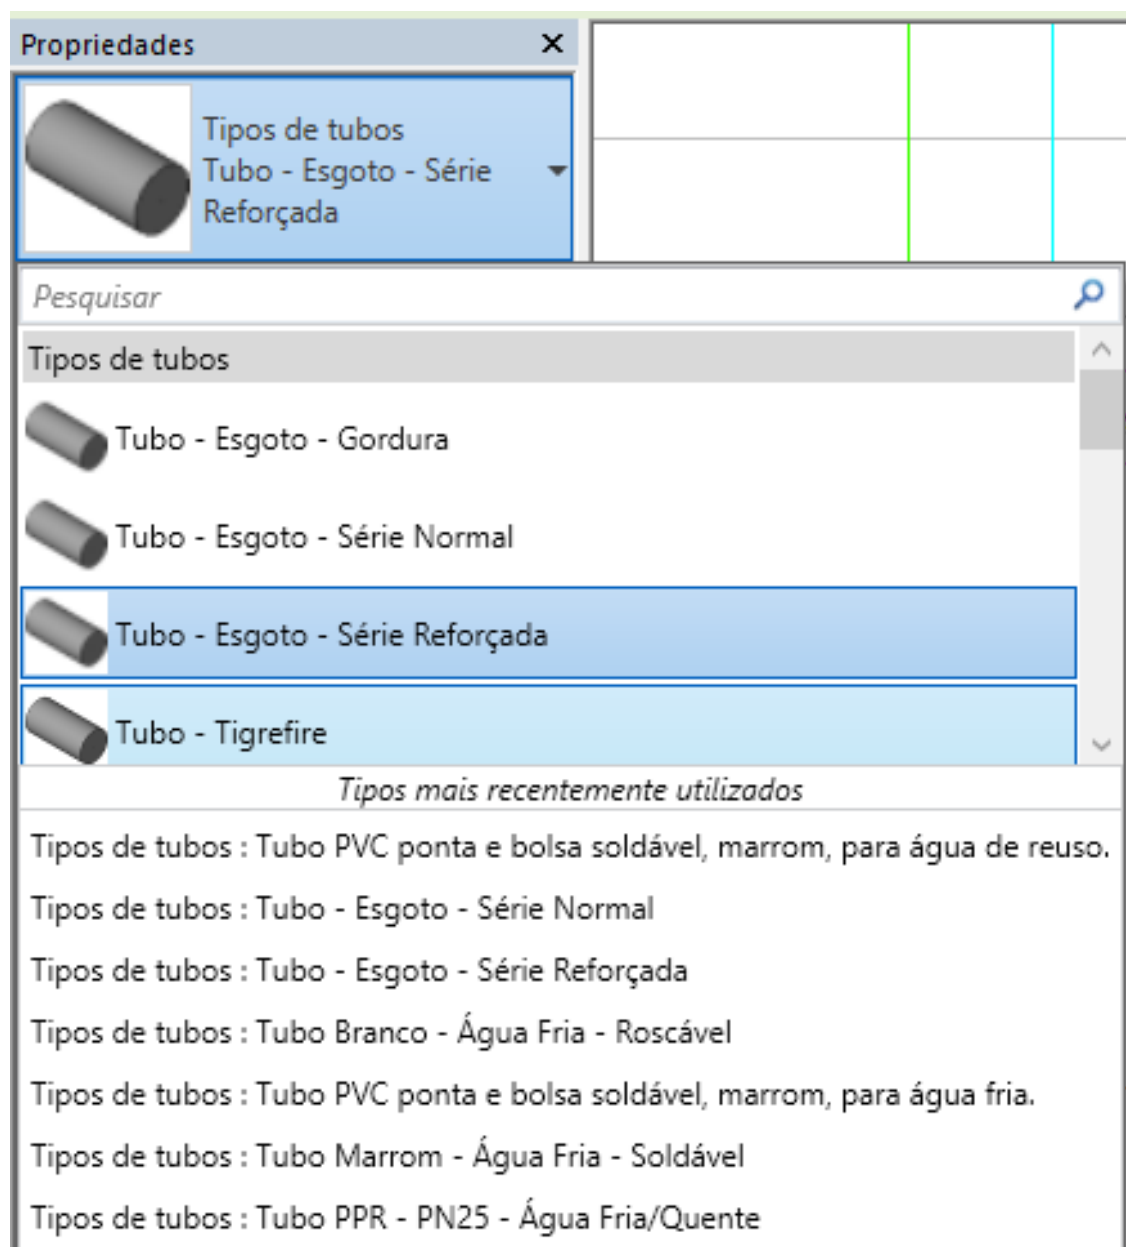 Propriedades
Tipos de tubos
Tubo - Esgoto - Série
Reforçada
Pesquisar
Tipos de tubos
Tubo - Esgoto - Gordura
Tubo - Esgoto - Série Normal
Tubo - Esgoto - Série Reforçada
Tubo - Tigrefire
Tipos mais recentemente utilizados
Tipos de tubos : Tubo PVC ponta e bolsa soldável, marrom, para água de reuso.
Tipos de tubos : Tubo - Esgoto - Série Normal
Tipos de tubos : Tubo - Esgoto - Série Reforçada
Tipos de tubos : Tubo Branco - Água Fria - Roscável
Tipos de tubos : Tubo PVC ponta e bolsa soldável, marrom, para água fria.
Tipos de tubos : Tubo Marrom - Água Fria - Soldável
Tipos de tubos : Tubo PPR - PN25 - Água Fria/Quente